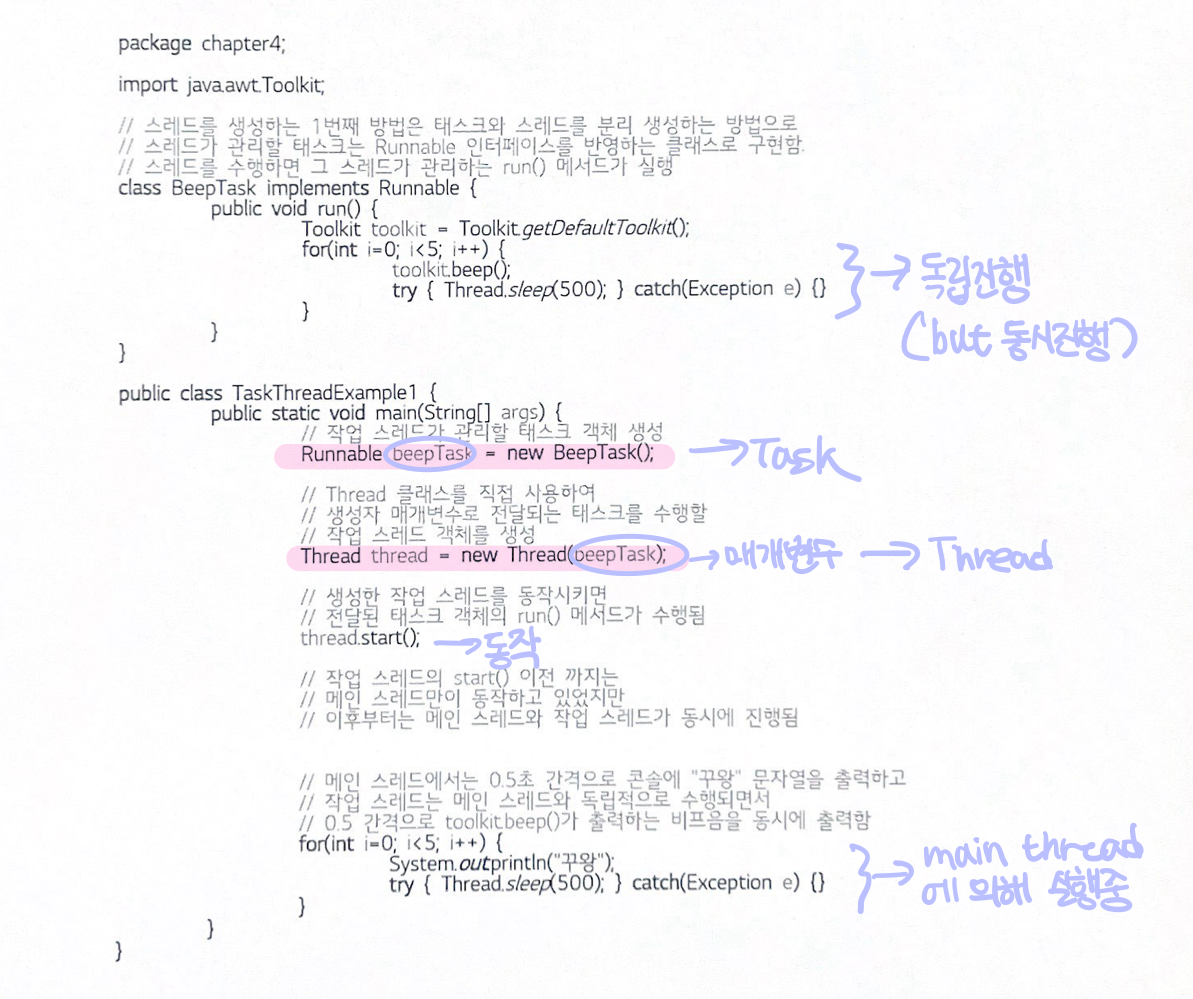 package chapter4;
import java.awt.Toolkit;
// 스레드를 생성하는 1번째 방법은 태스크와 스레드를 분리 생성하는 방법으로
// 스레드가 관리할 태스크는 Runnable 인터페이스를 반영하는 클래스로 구현함.
// 스레드를 수행하면 그 스레드가 관리하는 run() 메서드가 실행
class BeepTask implements Runnable {
public void run() {
Toolkit toolkit = Toolkit.getDefaultToolkit();
for(int i=0; i<5; i++) {
toolkit.beep();
try { Thread.sleep(500); } catch(Exception e) {}
}
}
}
} → 독립진행
(but 동시진행)
public class TaskThreadExample1 {
public static void main(String[] args) {
// 작업 스레드가 관리할 태스크 객체 생성
Runnable beepTask = new BeepTask(); → Task
// Thread 클래스를 직접 사용하여
// 생성자 매개변수로 전달되는 태스크를 수행할
// 작업 스레드 객체를 생성
Thread thread = new Thread(beepTask); → 매개변수 → Thread
// 생성한 작업 스레드를 동작시키면
// 전달된 태스크 객체의 run() 메서드가 수행됨
thread.start(); → 동작
// 작업 스레드의 start() 이전 까지는
// 메인 스레드만이 동작하고 있었지만
// 이후부터는 메인 스레드와 작업 스레드가 동시에 진행됨
// 메인 스레드에서는 0.5초 간격으로 콘솔에 "꾸왕" 문자열을 출력하고
// 작업 스레드는 메인 스레드와 독립적으로 수행되면서
// 0.5 간격으로 toolkit.beep()가 출력하는 비프음을 동시에 출력함
for(int i=0; i<5; i++) {
System.out.println("꾸왕");
try { Thread.sleep(500); } catch(Exception e) {}
}
} → main thread
에 의해 실행중
}
}